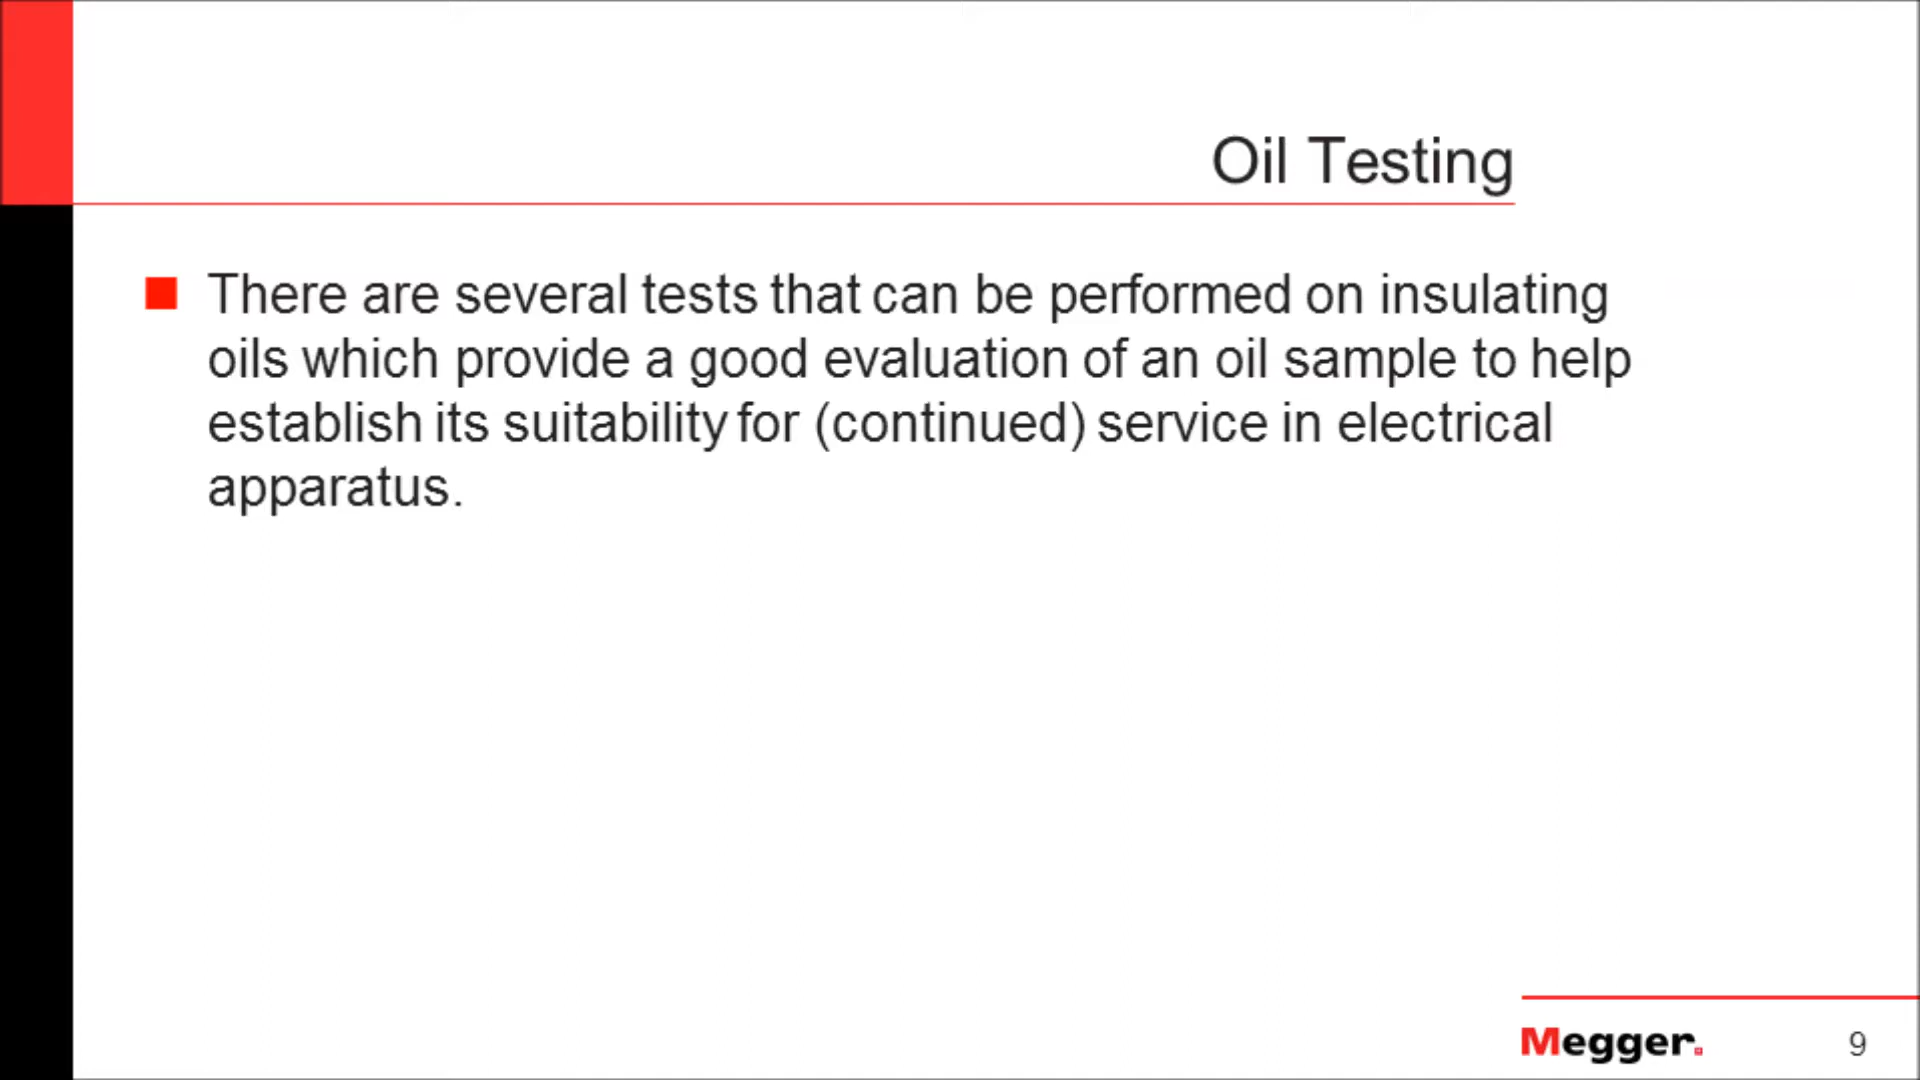 Oil Testing
There are several tests that can be performed on insulating
oils which provide a good evaluation of an oil sample to help
establish its suitability for (continued) service in electrical
apparatus.
Megger.
9